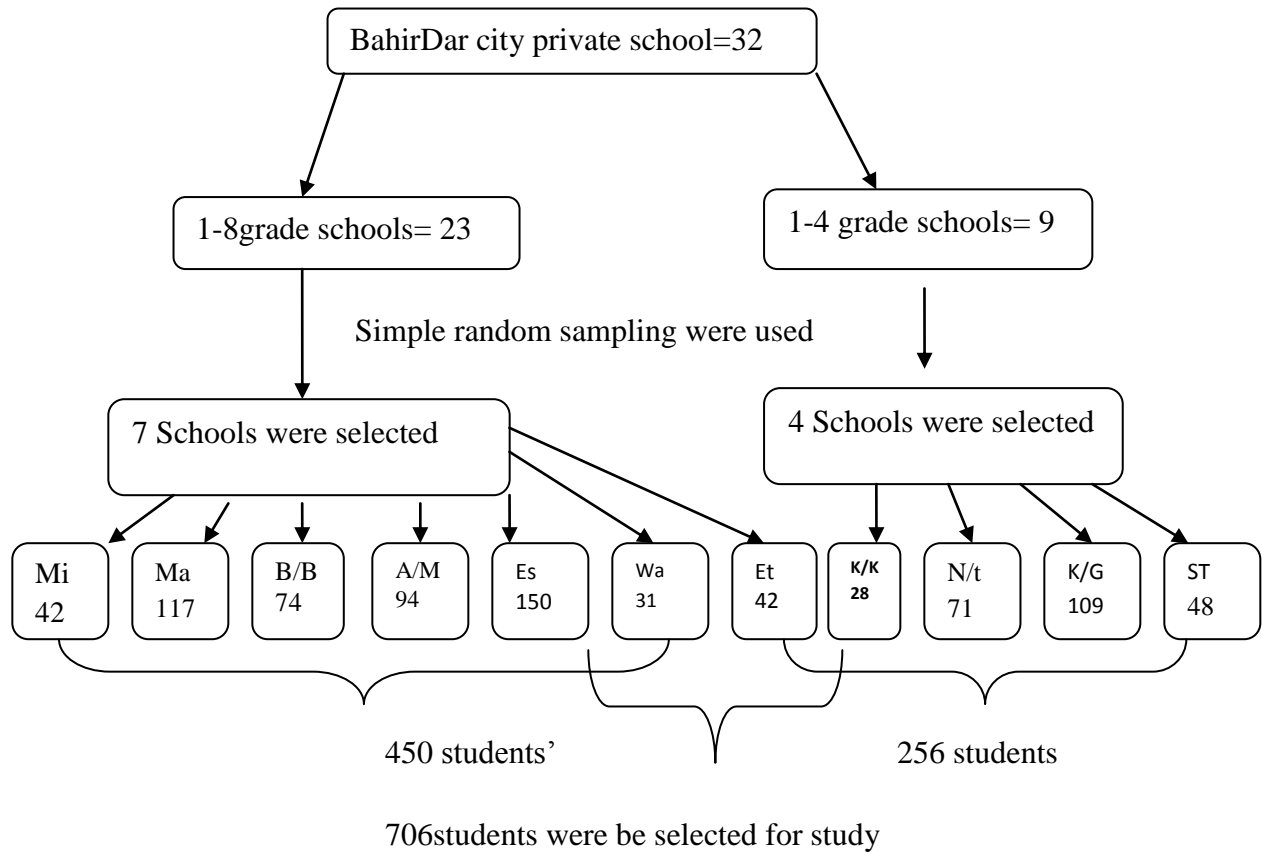 BahirDar city private school=32
1-8grade schools= 23
1-4 grade schools= 9
Simple random sampling were used
7 Schools were selected
4 Schools were selected
Mi
42
Ma
117
B/B
74
A/M
94
Es
150
Wa
31
Et
42
K/K
28
N/t
71
K/G
109
ST
48
450 students’
256 students
706students were be selected for study